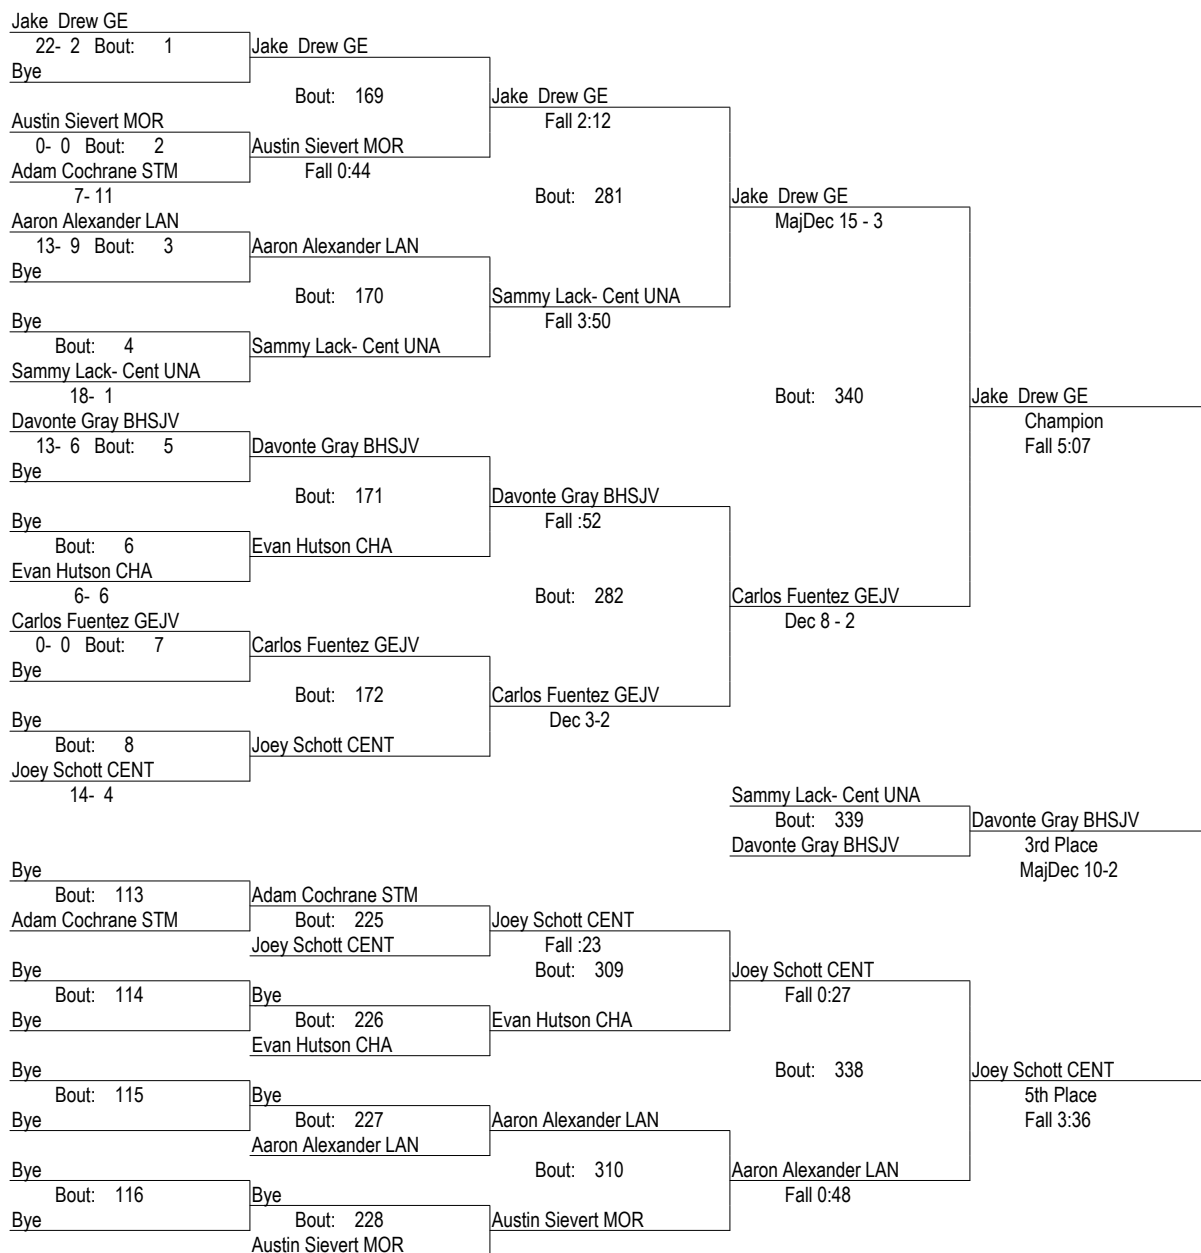 Jake  Drew GE
22- 2  Bout: 1  Jake  Drew GE
Bye
Bout: 169  Jake  Drew GE
Austin Sievert MOR  Fall 2:12
0- 0  Bout: 2  Austin Sievert MOR
Adam Cochrane STM  Fall 0:44
7- 11  Bout: 281  Jake  Drew GE
Aaron Alexander LAN  MajDec 15 - 3
13- 9  Bout: 3  Aaron Alexander LAN
Bye
Bout: 170  Sammy Lack- Cent UNA
Bye  Fall 3:50
Bout: 4  Sammy Lack- Cent UNA
Sammy Lack- Cent UNA
18- 1  Bout: 340  Jake  Drew GE
Davonte Gray BHSJV  Champion
13- 6  Bout: 5  Davonte Gray BHSJV  Fall 5:07
Bye
Bout: 171  Davonte Gray BHSJV
Bye  Fall :52
Bout: 6  Evan Hutson CHA
Evan Hutson CHA
6- 6  Bout: 282  Carlos Fuentez GEJV
Carlos Fuentez GEJV  Dec 8 - 2
0- 0  Bout: 7  Carlos Fuentez GEJV
Bye
Bout: 172  Carlos Fuentez GEJV
Bye  Dec 3-2
Bout: 8  Joey Schott CENT
Joey Schott CENT
14- 4  Sammy Lack- Cent UNA
Bout: 339  Davonte Gray BHSJV
Davonte Gray BHSJV  3rd Place
Bye  MajDec 10-2
Bout: 113  Adam Cochrane STM
Adam Cochrane STM  Bout: 225  Joey Schott CENT
Joey Schott CENT  Fall :23
Bye  Bout: 309  Joey Schott CENT
Bout: 114  Bye  Fall 0:27
Bye  Bout: 226  Evan Hutson CHA
Evan Hutson CHA
Bye  Bout: 338  Joey Schott CENT
Bout: 115  Bye  5th Place
Bye  Bout: 227  Aaron Alexander LAN  Fall 3:36
Aaron Alexander LAN
Bye  Bout: 310  Aaron Alexander LAN
Bout: 116  Bye  Fall 0:48
Bye  Bout: 228  Austin Sievert MOR
Austin Sievert MOR